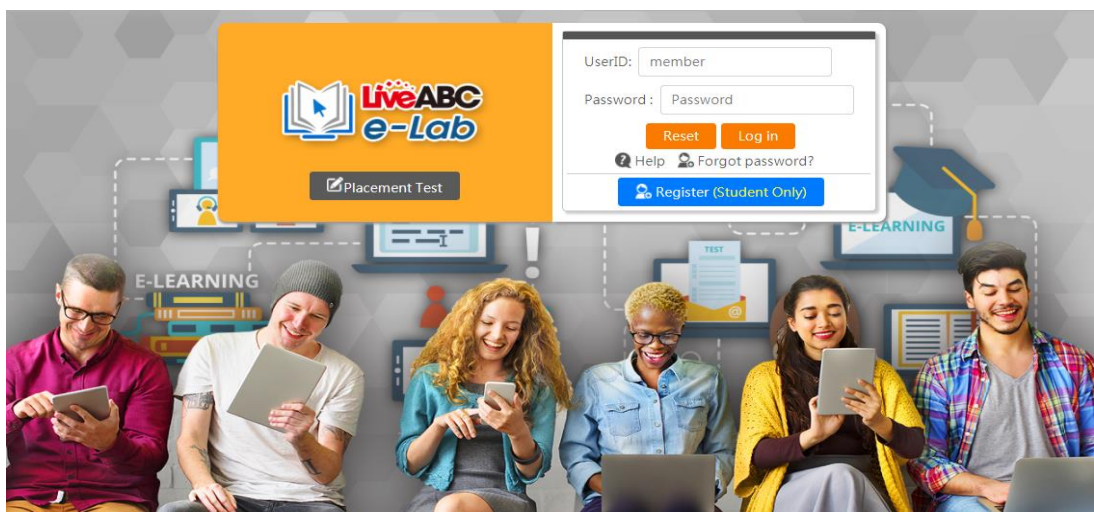 LiveABC
e-Lab
Placement Test
UserID: member
Password : Password
Reset Log in
Help Forgot password?
Register (Student Only)
E-LEARNING
TEST
@
E-LEARNING